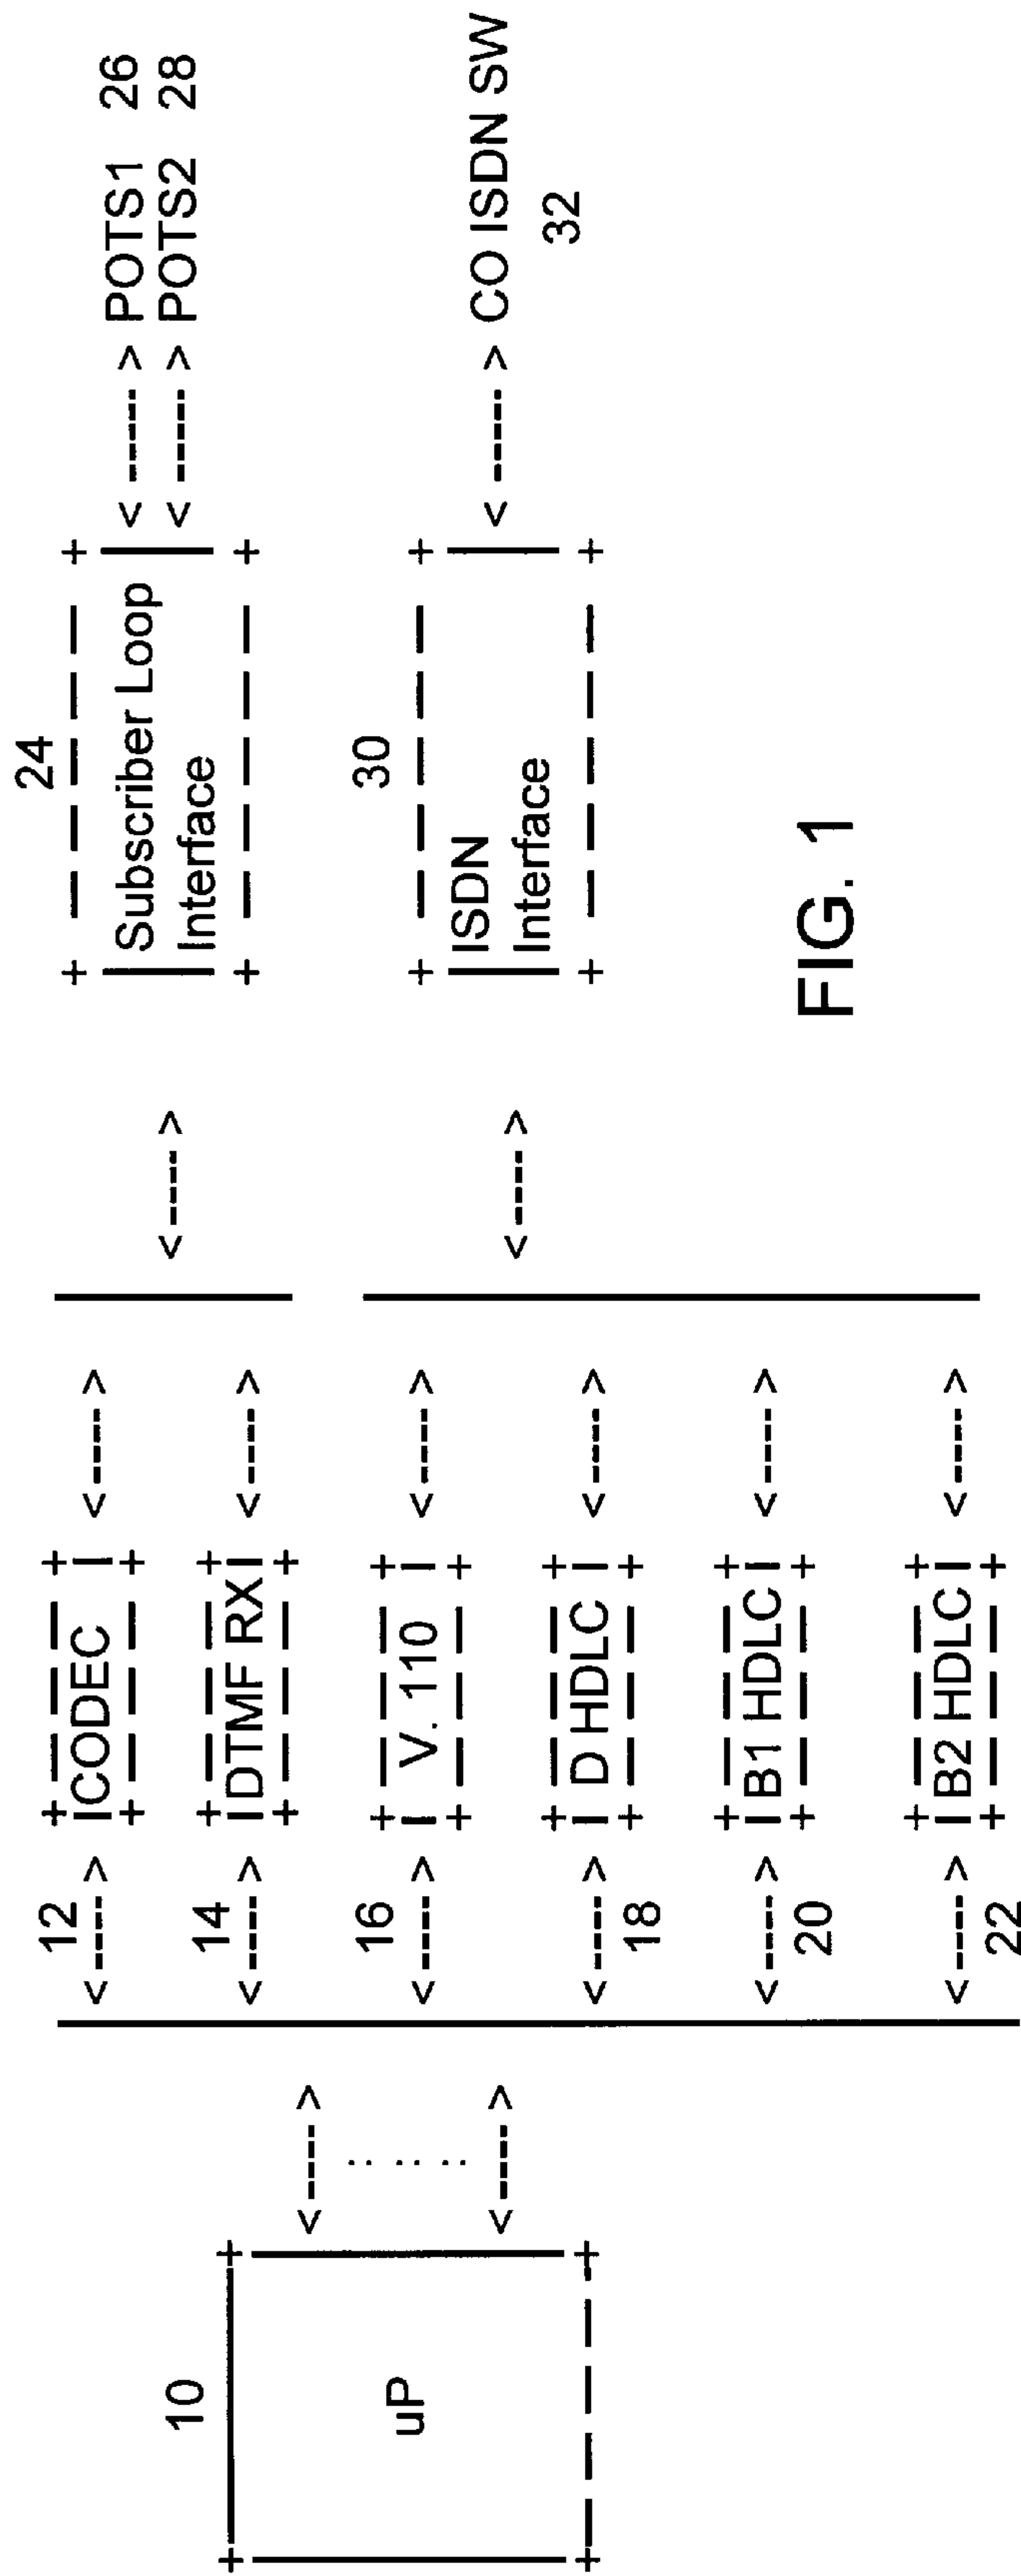 10
uP
12
CODEC
14
DTMF RX
16
V. 110
D HDLC
18
B1 HDLC
20
B2 HDLC
22
24
Subscriber Loop
Interface
POTS1 26
POTS2 28
30
ISDN
Interface
CO ISDN SW
32
FIG. 1